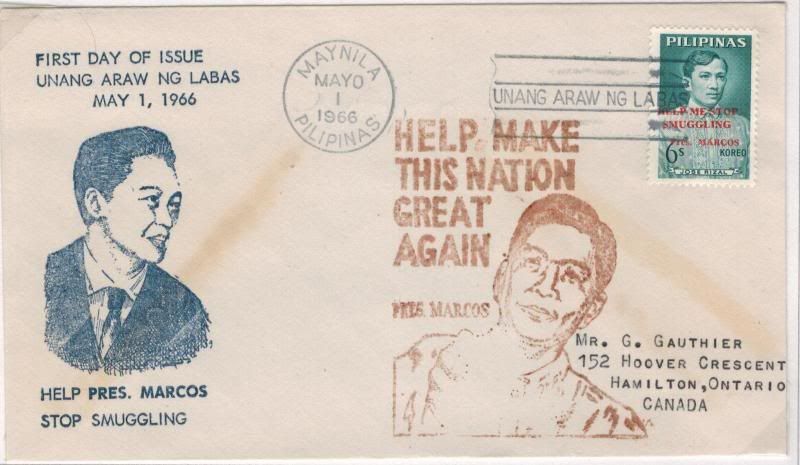 FIRST DAY OF ISSUE
UNANG ARAW NG LABAS
MAY 1, 1966
HELP PRES. MARCOS
STOP SMUGGLING
MAYNILA
MAYO
1
1966
PILIPINAS
UNANG ARAW NG LABAS
PILIPINAS
HELP ME STOP
SMUGGLING
PRES. MARCOS
6s KOREO
JOSE RIZAL
HELP MAKE
THIS NATION
GREAT
AGAIN
PRES. MARCOS
Mr. G. Gauthier
152 Hoover Crescent
Hamilton, Ontario
CANADA